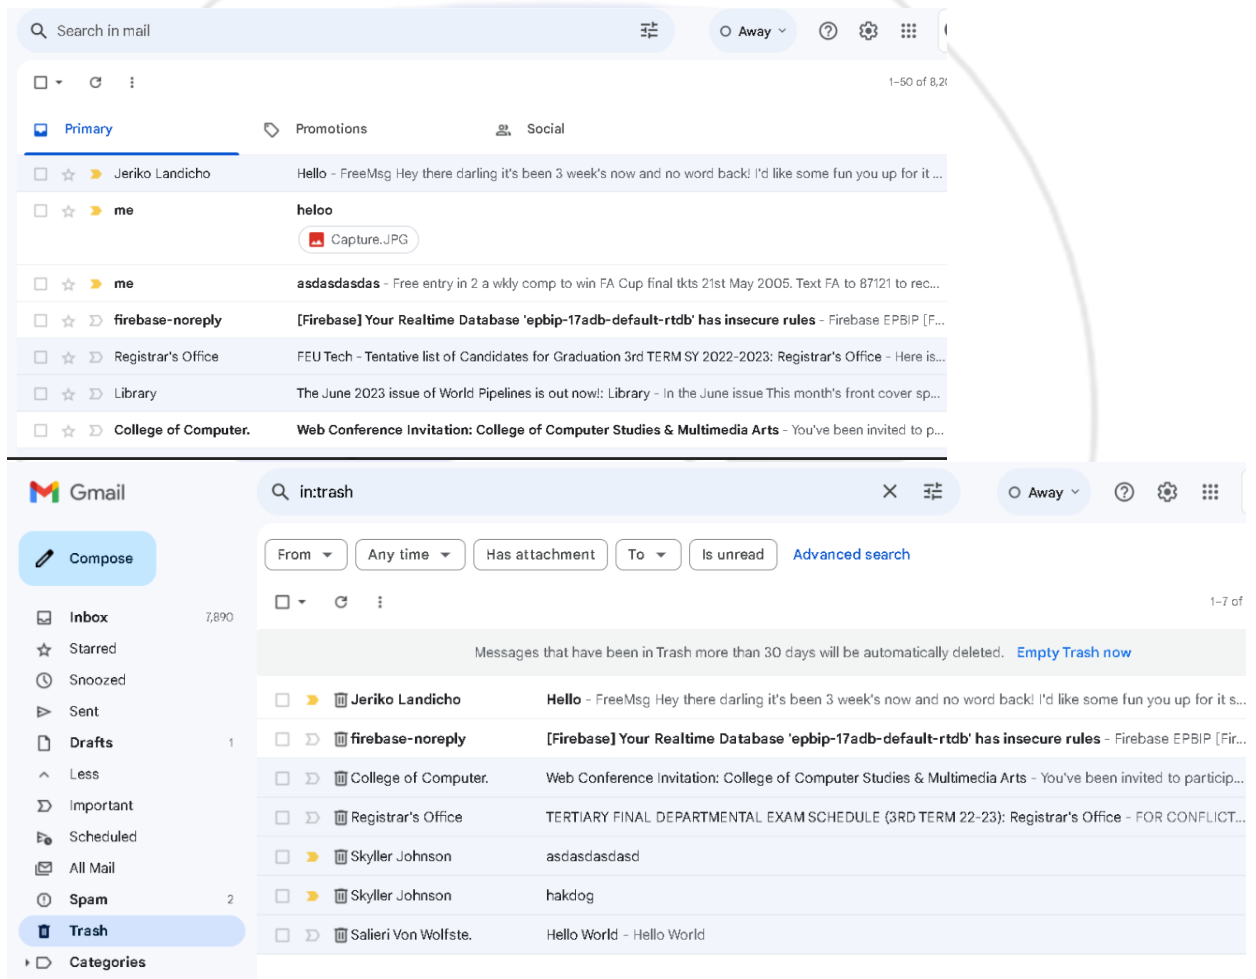 Search in mail
Away
1-50 of 8,20
Primary Promotions Social
Jeriko Landicho Hello - FreeMsg Hey there darling it's been 3 week's now and no word back! I'd like some fun you up for it ...
me heloo
Capture.JPG
me asdasdasdas - Free entry in 2 a wkly comp to win FA Cup final tkts 21st May 2005. Text FA to 87121 to rec...
firebase-noreply [Firebase] Your Realtime Database 'epbip-17adb-default-rtdb' has insecure rules - Firebase EPBIP [F...
Registrar's Office FEU Tech - Tentative list of Candidates for Graduation 3rd TERM SY 2022-2023: Registrar's Office - Here is...
Library The June 2023 issue of World Pipelines is out now!: Library - In the June issue This month's front cover sp...
College of Computer. Web Conference Invitation: College of Computer Studies & Multimedia Arts - You've been invited to p...
Gmail
in:trash
Away
Compose
From Any time Has attachment To Is unread Advanced search
1-7 of
Inbox 7,890
Starred
Snoozed
Sent
Drafts 1
Less
Important
Scheduled
All Mail
Spam 2
Trash
Categories
Messages that have been in Trash more than 30 days will be automatically deleted. Empty Trash now
Jeriko Landicho Hello - FreeMsg Hey there darling it's been 3 week's now and no word back! I'd like some fun you up for it s...
firebase-noreply [Firebase] Your Realtime Database 'epbip-17adb-default-rtdb' has insecure rules - Firebase EPBIP [Fir...
College of Computer. Web Conference Invitation: College of Computer Studies & Multimedia Arts - You've been invited to particip...
Registrar's Office TERTIARY FINAL DEPARTMENTAL EXAM SCHEDULE (3RD TERM 22-23): Registrar's Office - FOR CONFLICT...
Skyller Johnson asdasdasdasd
Skyller Johnson hakdog
Salieri Von Wolfste. Hello World - Hello World